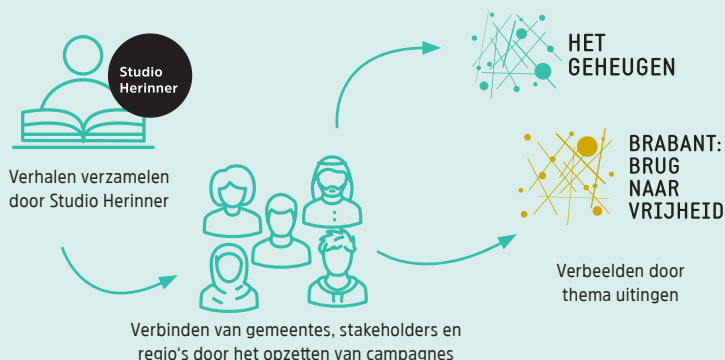 Studio
Herinner
Verhalen verzamelen
door Studio Herinner
Verbinden van gemeentes, stakeholders en
regio's door het opzetten van campagnes
HET
GEHEUGEN
BRABANT:
BRUG
NAAR
VRIJHEID
Verbeelden door
thema uitingen